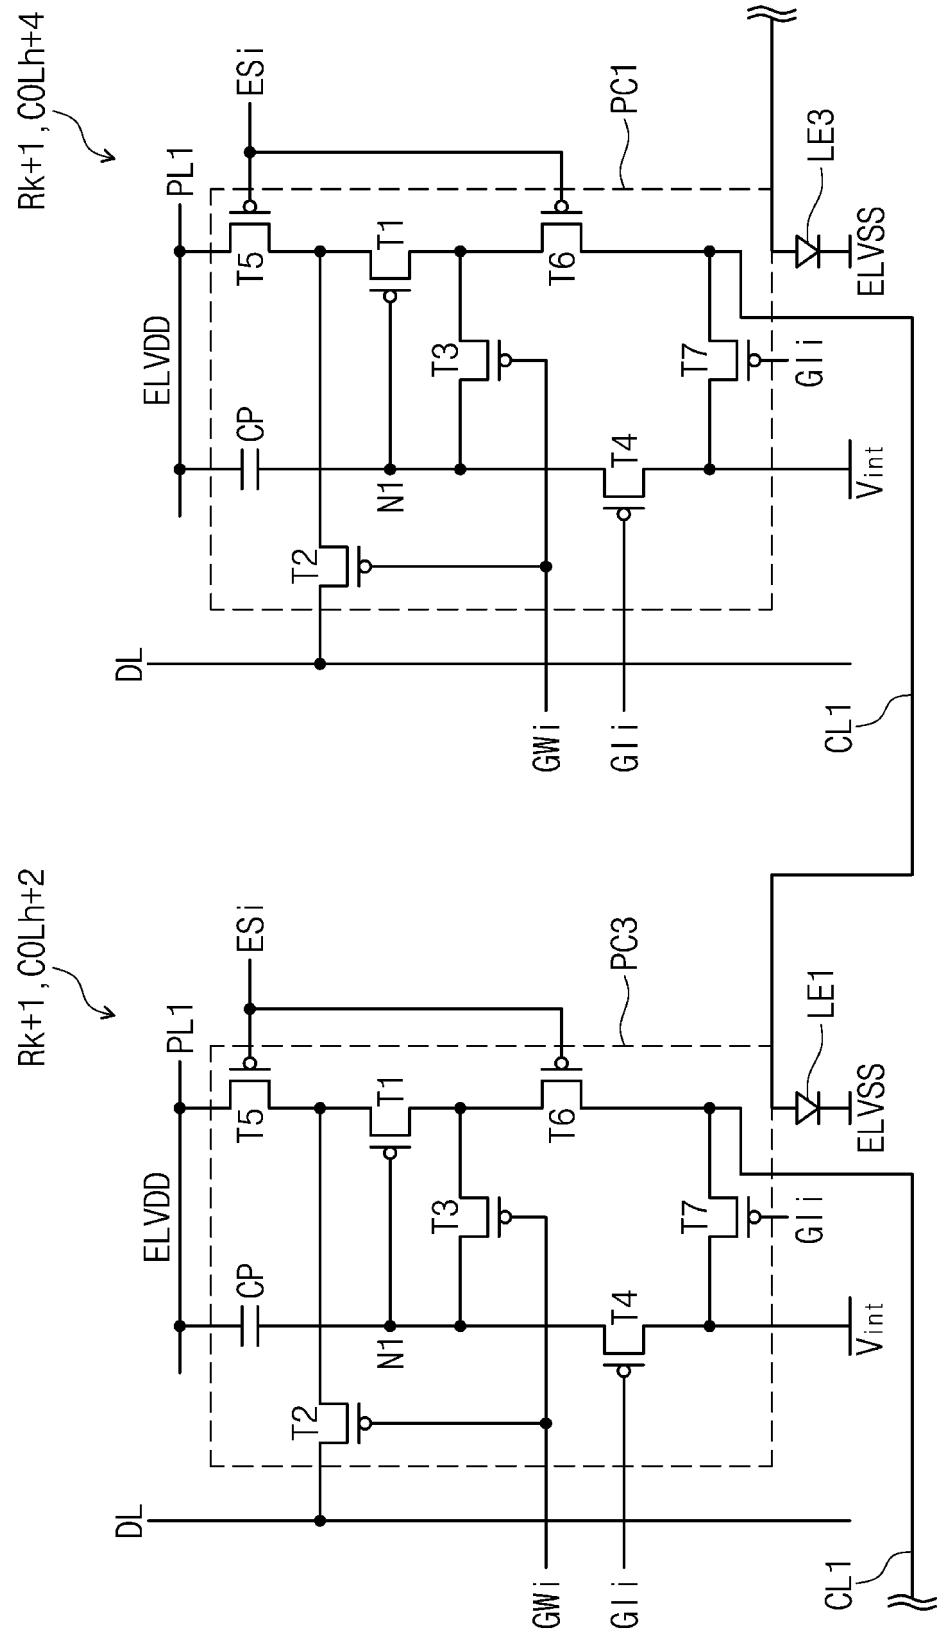 Rk+1, COLh+2
DL
ELVDD
PL1
ESi
CP
T5
T2
T1
N1
T3
GWi
T6
GIi
T4
PC3
T7
GIi
LE1
Vint
ELVSS
CL1
Rk+1, COLh+4
DL
ELVDD
PL1
ESi
CP
T5
T2
T1
N1
T3
GWi
T6
GIi
T4
PC1
T7
GIi
LE3
Vint
ELVSS
CL1